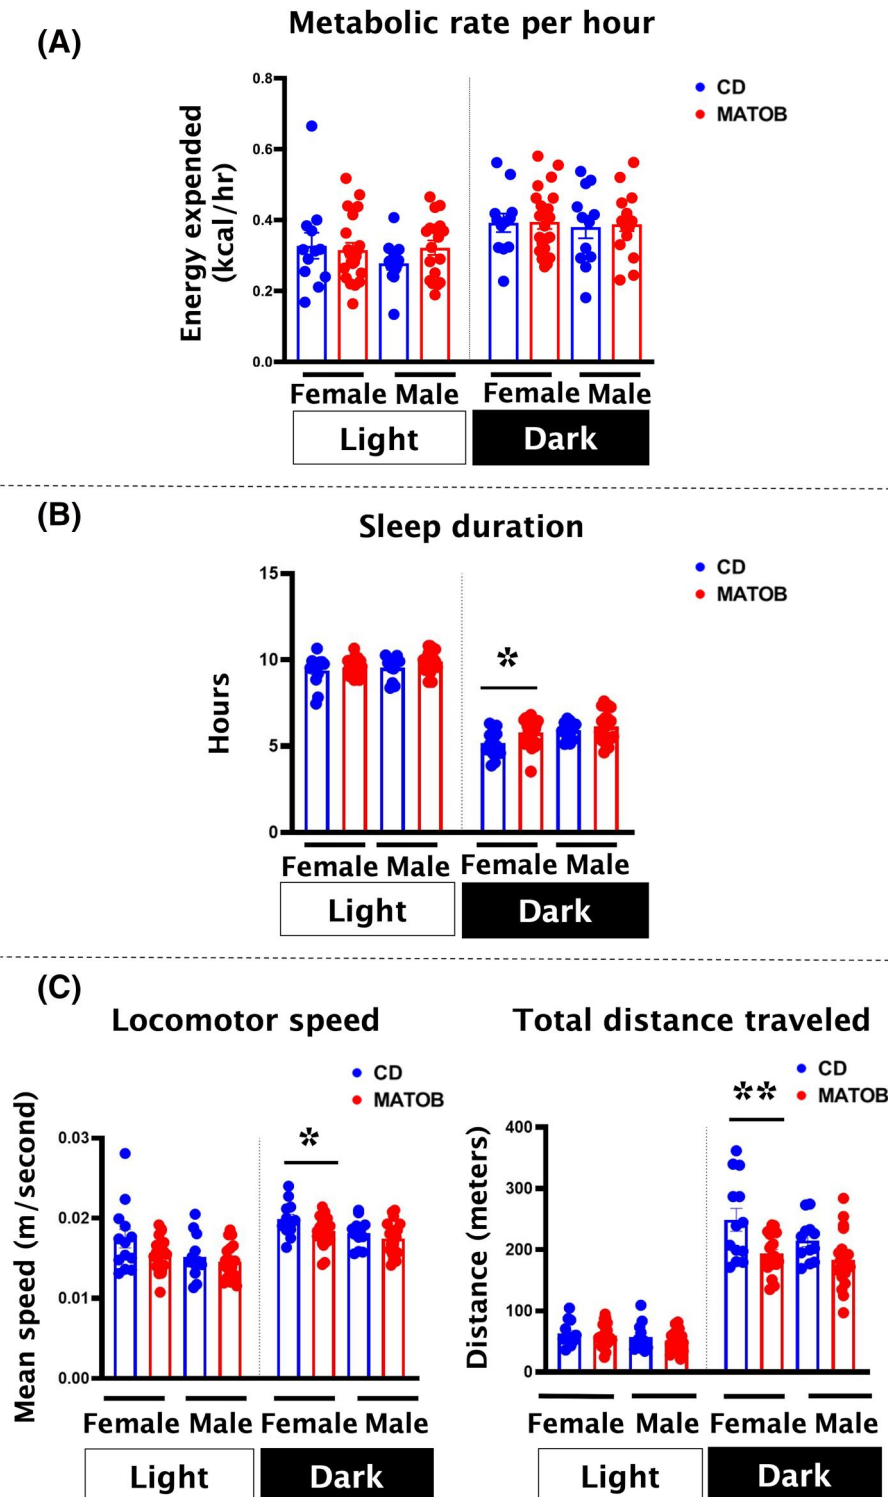 (A)
Metabolic rate per hour
CD
MATOB
Energy expended
(kcal/hr)
0.8
0.6
0.4
0.2
0.0
Female Male Female Male
Light Dark
(B)
Sleep duration
CD
MATOB
Hours
15
10
5
0
*
Female Male Female Male
Light Dark
(C)
Locomotor speed
CD
MATOB
Mean speed (m/second)
0.03
0.02
0.01
0.00
*
Female Male Female Male
Light Dark
Total distance traveled
CD
MATOB
Distance (meters)
400
300
200
100
0
**
Female Male Female Male
Light Dark